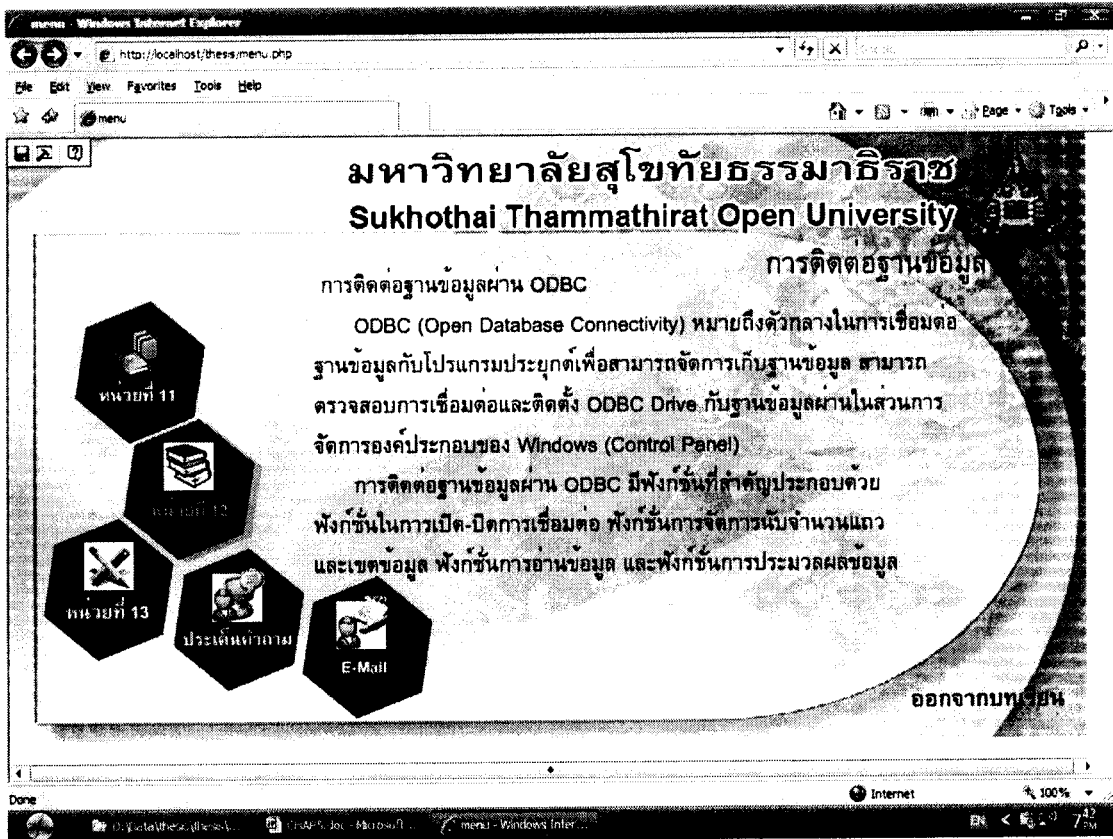 menu - Windows Internet Explorer
http://localhost/thesis/menu.php
File Edit View Favorites Tools Help
menu
Page Tools
มหาวิทยาลัยสุโขทัยธรรมาธิราช
Sukhothai Thammathirat Open University
การติดต่อฐานข้อมูล
การติดต่อฐานข้อมูลผ่าน ODBC
ODBC (Open Database Connectivity) หมายถึงตัวกลางในการเชื่อมต่อ
ฐานข้อมูลกับโปรแกรมประยุกต์เพื่อสามารถจัดการเก็บฐานข้อมูล สามารถ
ตรวจสอบการเชื่อมต่อและติดตั้ง ODBC Drive กับฐานข้อมูลผ่านในส่วนการ
จัดการองค์ประกอบของ Windows (Control Panel)
การติดต่อฐานข้อมูลผ่าน ODBC มีฟังก์ชั่นที่สำคัญประกอบด้วย
ฟังก์ชั่นในการเปิด-ปิดการเชื่อมต่อ ฟังก์ชั่นการจัดการนับจำนวนแถว
และเขตข้อมูล ฟังก์ชั่นการอ่านข้อมูล และฟังก์ชั่นการประมวลผลข้อมูล
หน่วยที่ 11
หน่วยที่ 12
หน่วยที่ 13
ประเด็นคำถาม
E-Mail
ออกจากบทเรียน
Done
Internet
100%
menu - Windows Inter...
EN
7:42 PM